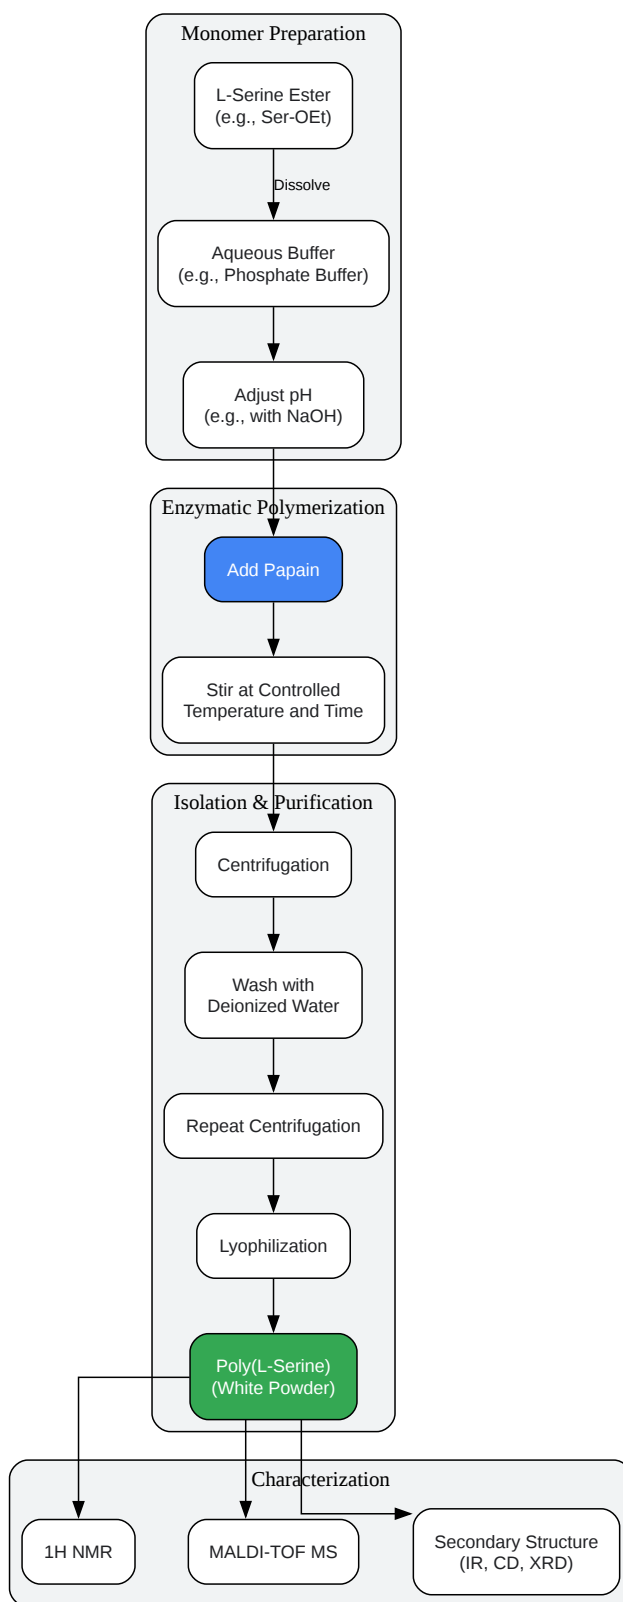 Monomer Preparation
L-Serine Ester
(e.g., Ser-OEt)
Dissolve
Aqueous Buffer
(e.g., Phosphate Buffer)
Adjust pH
(e.g., with NaOH)
Enzymatic Polymerization
Add Papain
Stir at Controlled
Temperature and Time
Isolation & Purification
Centrifugation
Wash with
Deionized Water
Repeat Centrifugation
Lyophilization
Poly(L-Serine)
(White Powder)
Characterization
1H NMR
MALDI-TOF MS
Secondary Structure
(IR, CD, XRD)